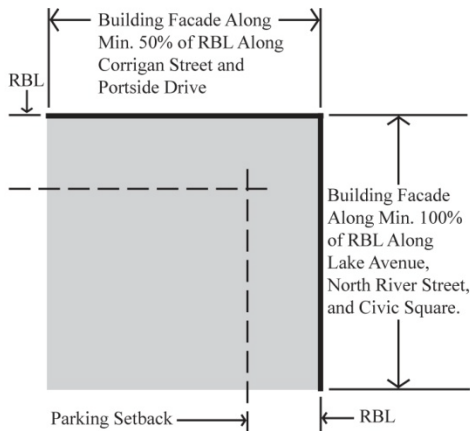 Building Facade Along
Min. 50% of RBL Along
Corrigan Street and
Portside Drive
RBL
Building Facade
Along Min. 100%
of RBL Along
Lake Avenue,
North River Street,
and Civic Square.
Parking Setback
RBL